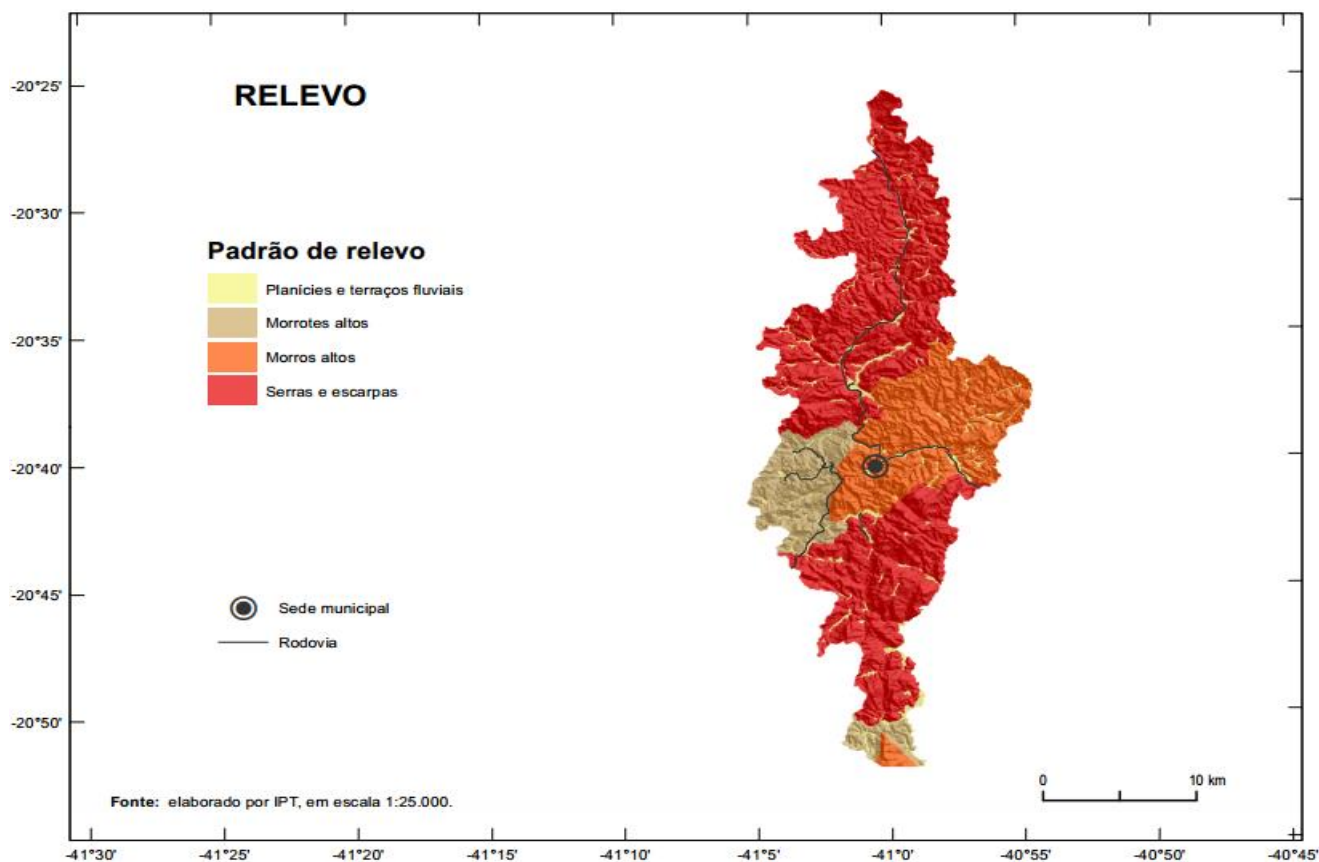 RELEVO
Padrão de relevo
Planícies e terraços fluviais
Morrotes altos
Morros altos
Serras e escarpas
Sede municipal
Rodovia
Fonte: elaborado por IPT, em escala 1:25.000.
0 10 km
-20°25'
-20°30'
-20°35'
-20°40'
-20°45'
-20°50'
-41°30' -41°25' -41°20' -41°15' -41°10' -41°5' -41°0' -40°55' -40°50' -40°45'